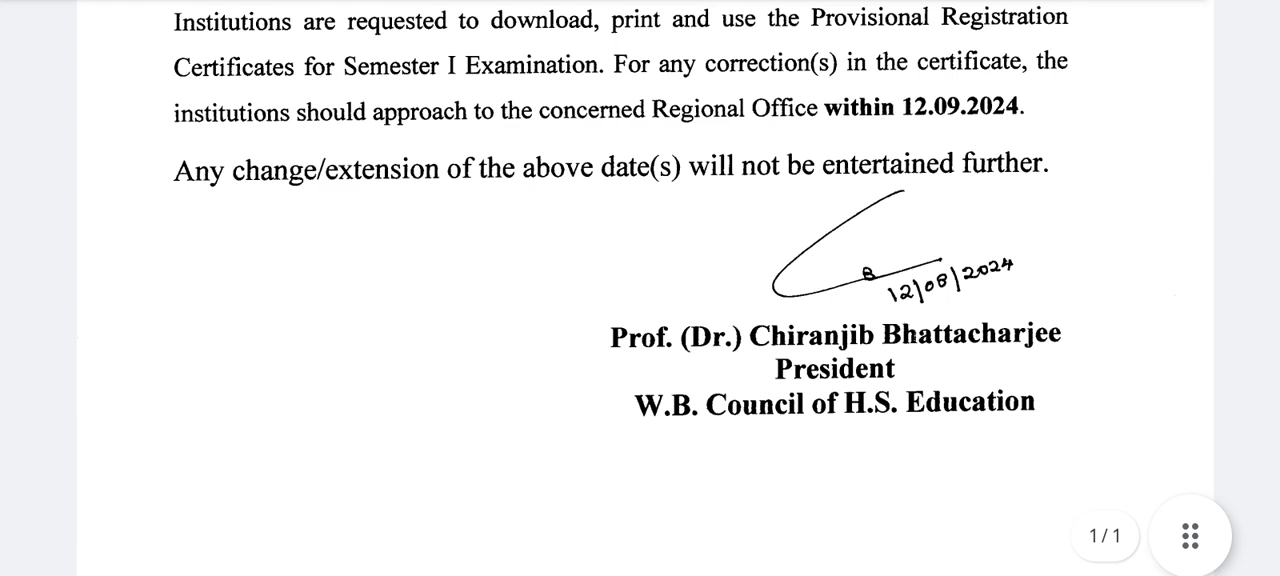 Institutions are requested to download, print and use the Provisional Registration
Certificates for Semester I Examination. For any correction(s) in the certificate, the
institutions should approach to the concerned Regional Office within 12.09.2024.
Any change/extension of the above date(s) will not be entertained further.
12/08/2024
Prof. (Dr.) Chiranjib Bhattacharjee
President
W.B. Council of H.S. Education
1/1